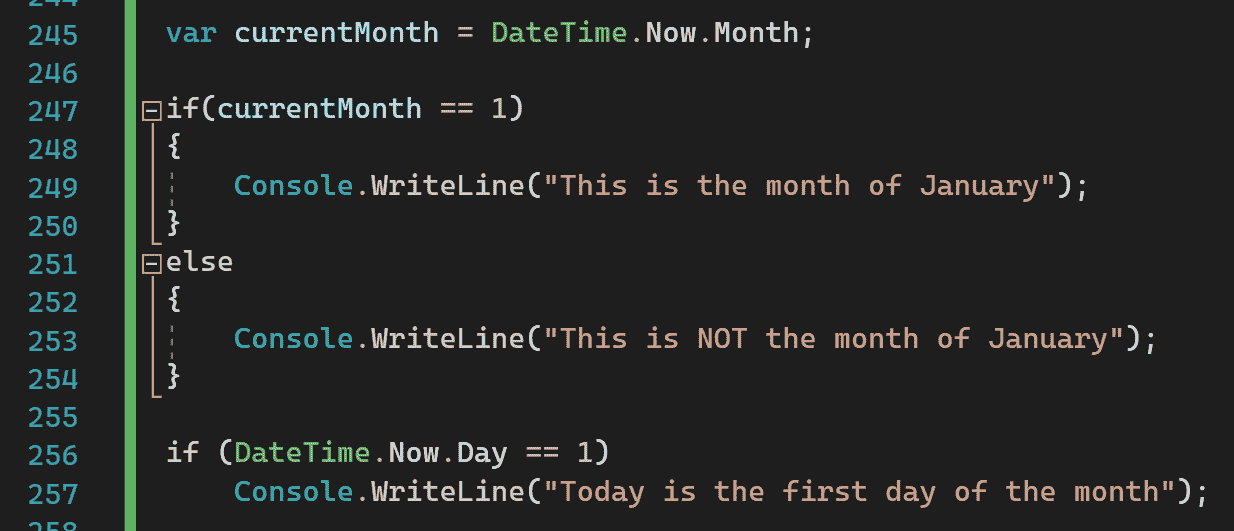 244
245 var currentMonth = DateTime.Now.Month;
246
247 if(currentMonth == 1)
248 {
249     Console.WriteLine("This is the month of January");
250 }
251 else
252 {
253     Console.WriteLine("This is NOT the month of January");
254 }
255
256 if (DateTime.Now.Day == 1)
257     Console.WriteLine("Today is the first day of the month");
258